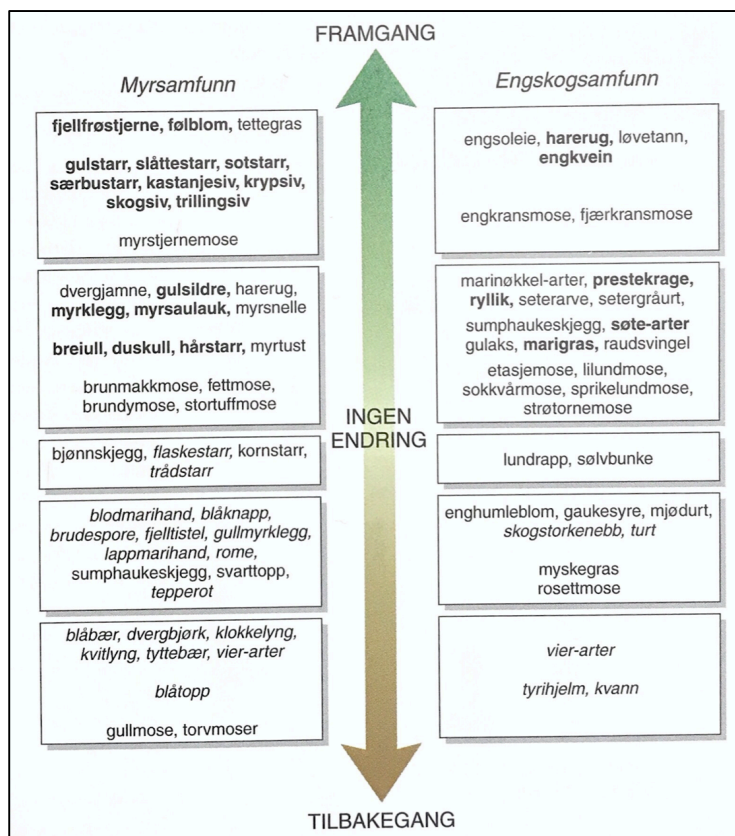 FRAMGANG
Myrsamfunn
fjellfrøstjerne, følblom, tettegras
gulstarr, slåttestarr, sotstarr,
særbustarr, kastanjesiv, krypsiv,
skogsiv, trillingsiv
myrstjernemose
dvergjamne, gulsildre, harerug,
myrklegg, myrsaulauk, myrsnelle
breiull, duskull, hårstarr, myrtust
brunmakkmose, fettmose,
brundymose, stortuffmose
bjønnskjegg, flaskestarr, kornstarr,
trådstarr
blodmarihand, blåknapp,
brudespore, fjelltistel, gullmyrklegg,
lappmarihand, rome,
sumphaukeskjegg, svarttopp,
tepperot
blåbær, dvergbjørk, klokkelyng,
kvitlyng, tyttebær, vier-arter
blåtopp
gullmose, torvmoser
INGEN
ENDRING
Engskogsamfunn
engsoleie, harerug, løvetann,
engkvein
engkransmose, fjærkransmose
marinøkkel-arter, prestekrage,
ryllik, seterarve, setergråurt,
sumphaukeskjegg, søte-arter
gulaks, marigras, raudsvingel
etasjemose, lilundmose,
sokkvårmose, sprikelundmose,
strøtornemose
lundrapp, sølvbunke
enghumleblom, gaukesyre, mjødurt,
skogstorkenebb, turt
myskegras
rosettmose
vier-arter
tyrihjelm, kvann
TILBAKEGANG